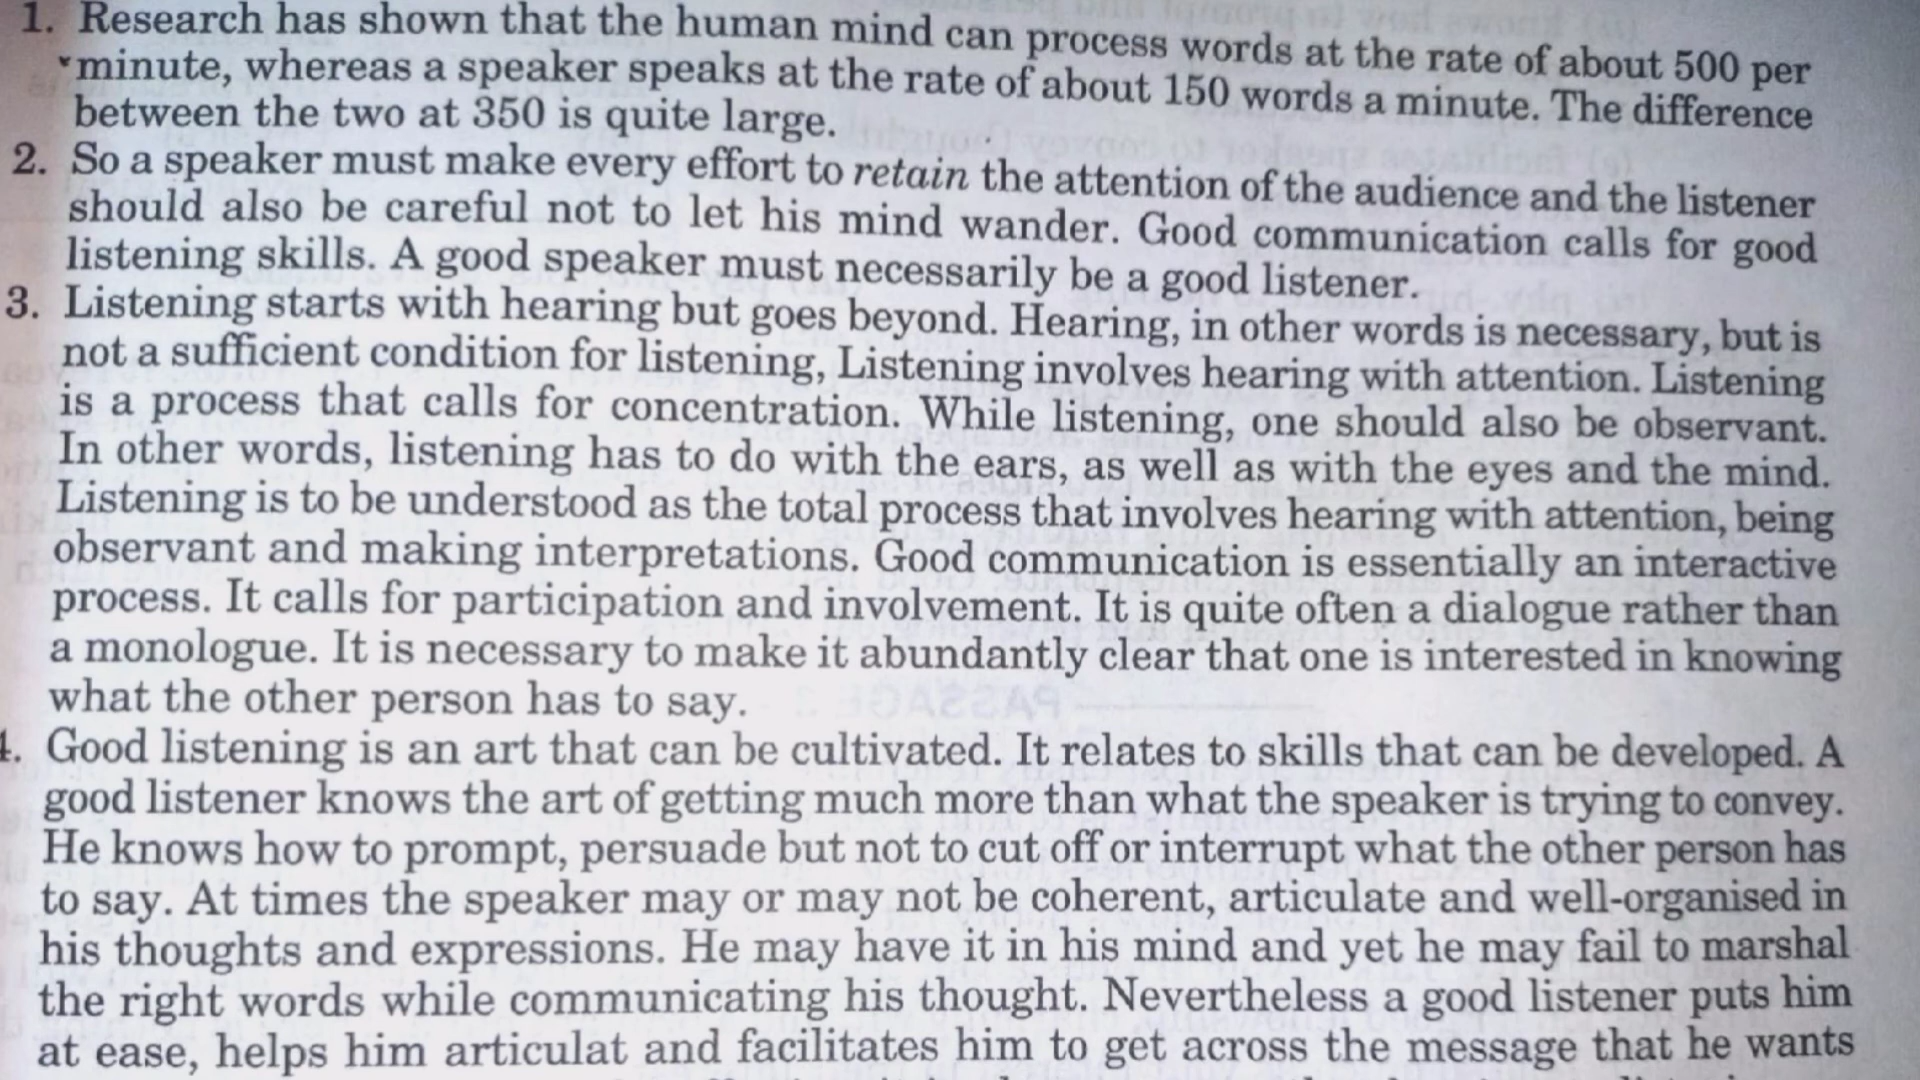 1. Research has shown that the human mind can process words at the rate of about 500 per
minute, whereas a speaker speaks at the rate of about 150 words a minute. The difference
between the two at 350 is quite large.
2. So a speaker must make every effort to retain the attention of the audience and the listener
should also be careful not to let his mind wander. Good communication calls for good
listening skills. A good speaker must necessarily be a good listener.
3. Listening starts with hearing but goes beyond. Hearing, in other words is necessary, but is
not a sufficient condition for listening, Listening involves hearing with attention. Listening
is a process that calls for concentration. While listening, one should also be observant.
In other words, listening has to do with the ears, as well as with the eyes and the mind.
Listening is to be understood as the total process that involves hearing with attention, being
observant and making interpretations. Good communication is essentially an interactive
process. It calls for participation and involvement. It is quite often a dialogue rather than
a monologue. It is necessary to make it abundantly clear that one is interested in knowing
what the other person has to say.
4. Good listening is an art that can be cultivated. It relates to skills that can be developed. A
good listener knows the art of getting much more than what the speaker is trying to convey.
He knows how to prompt, persuade but not to cut off or interrupt what the other person has
to say. At times the speaker may or may not be coherent, articulate and well-organised in
his thoughts and expressions. He may have it in his mind and yet he may fail to marshal
the right words while communicating his thought. Nevertheless a good listener puts him
at ease, helps him articulat and facilitates him to get across the message that he wants